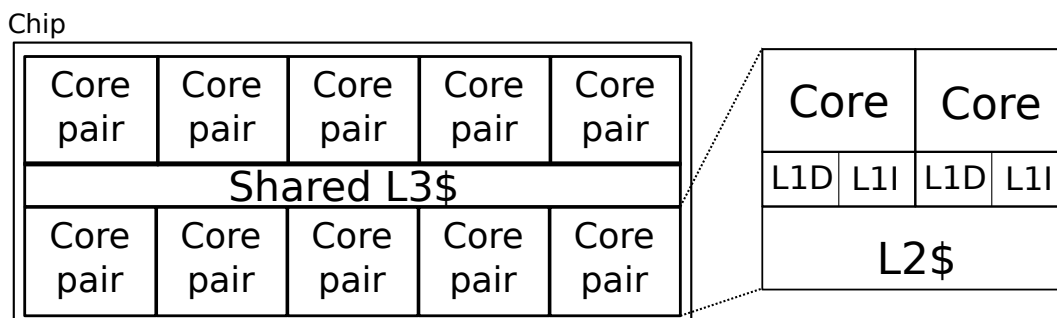 Chip
Core Core Core Core Core
pair pair pair pair pair
Shared L3$
Core Core Core Core Core
pair pair pair pair pair
Core Core
L1D L1I L1D L1I
L2$